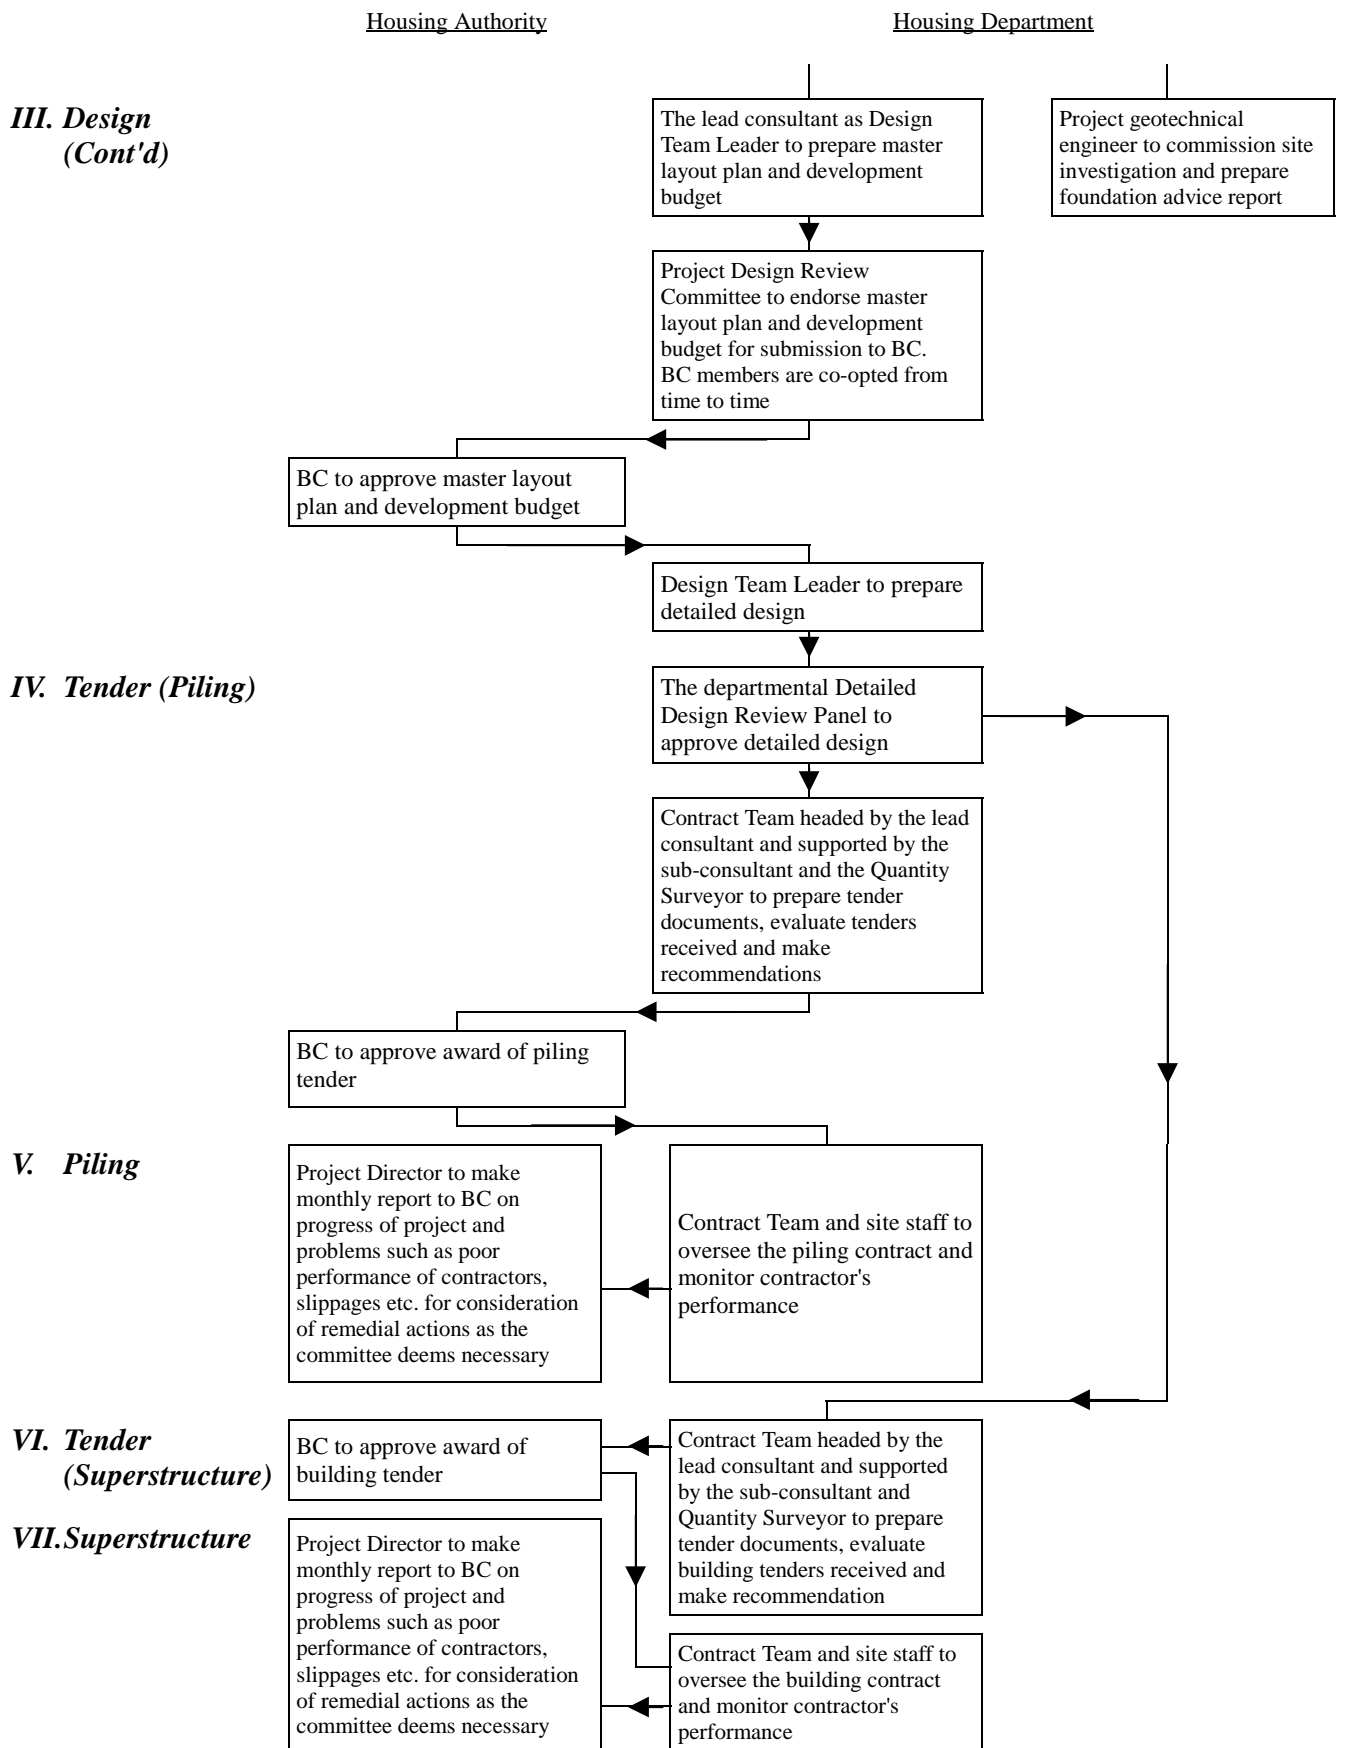 Housing Authority
Housing Department
III. Design
(Cont'd)
The lead consultant as Design
Team Leader to prepare master
layout plan and development
budget
Project geotechnical
engineer to commission site
investigation and prepare
foundation advice report
Project Design Review
Committee to endorse master
layout plan and development
budget for submission to BC.
BC members are co-opted from
time to time
BC to approve master layout
plan and development budget
Design Team Leader to prepare
detailed design
IV. Tender (Piling)
The departmental Detailed
Design Review Panel to
approve detailed design
Contract Team headed by the lead
consultant and supported by the
sub-consultant and the Quantity
Surveyor to prepare tender
documents, evaluate tenders
received and make
recommendations
BC to approve award of piling
tender
V. Piling
Project Director to make
monthly report to BC on
progress of project and
problems such as poor
performance of contractors,
slippages etc. for consideration
of remedial actions as the
committee deems necessary
Contract Team and site staff to
oversee the piling contract and
monitor contractor's
performance
VI. Tender
(Superstructure)
BC to approve award of
building tender
Contract Team headed by the
lead consultant and supported
by the sub-consultant and
Quantity Surveyor to prepare
tender documents, evaluate
building tenders received and
make recommendation
VII.Superstructure
Project Director to make
monthly report to BC on
progress of project and
problems such as poor
performance of contractors,
slippages etc. for consideration
of remedial actions as the
committee deems necessary
Contract Team and site staff to
oversee the building contract
and monitor contractor's
performance